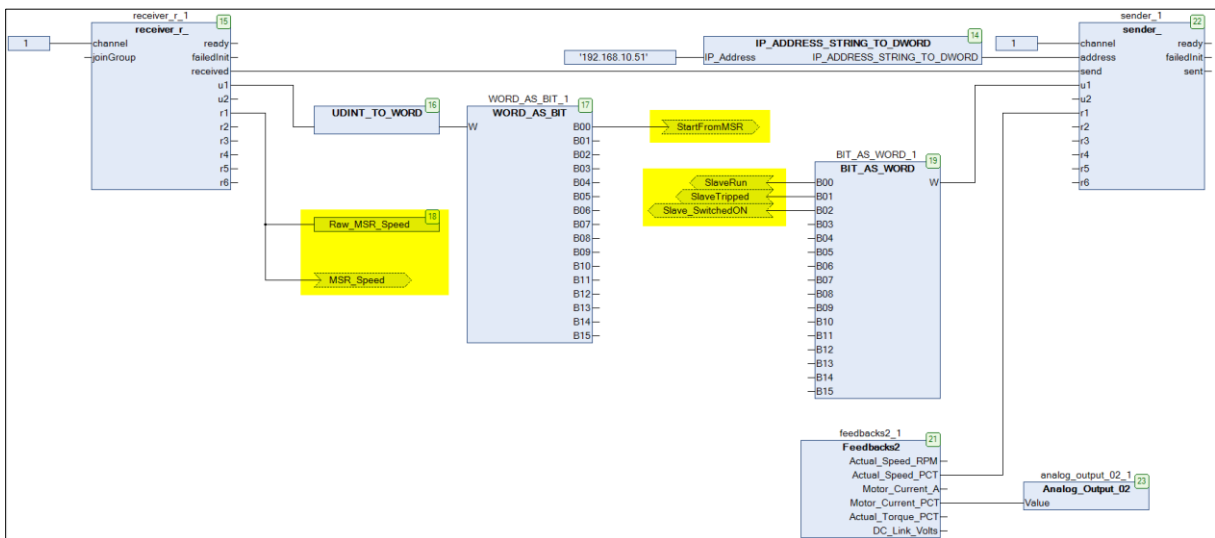 receiver_r_1
15
receiver_r_
1
channel
ready
joinGroup
failedInit
received
u1
u2
r1
r2
r3
r4
r5
r6
16
UDINT_TO_WORD
18
Raw_MSR_Speed
MSR_Speed
WORD_AS_BIT_1
17
WORD_AS_BIT
W
B00
B01
B02
B03
B04
B05
B06
B07
B08
B09
B10
B11
B12
B13
B14
B15
StartFromMSR
'192.168.10.51'
14
IP_ADDRESS_STRING_TO_DWORD
IP_Address
IP_ADDRESS_STRING_TO_DWORD
SlaveRun
SlaveTripped
Slave_SwitchedON
BIT_AS_WORD_1
19
BIT_AS_WORD
B00
W
B01
B02
B03
B04
B05
B06
B07
B08
B09
B10
B11
B12
B13
B14
B15
1
sender_1
22
sender_
channel
ready
address
failedInit
send
sent
u1
u2
r1
r2
r3
r4
r5
r6
feedbacks2_1
21
Feedbacks2
Actual_Speed_RPM
Actual_Speed_PCT
Motor_Current_A
Motor_Current_PCT
Actual_Torque_PCT
DC_Link_Volts
analog_output_02_1
23
Analog_Output_02
Value